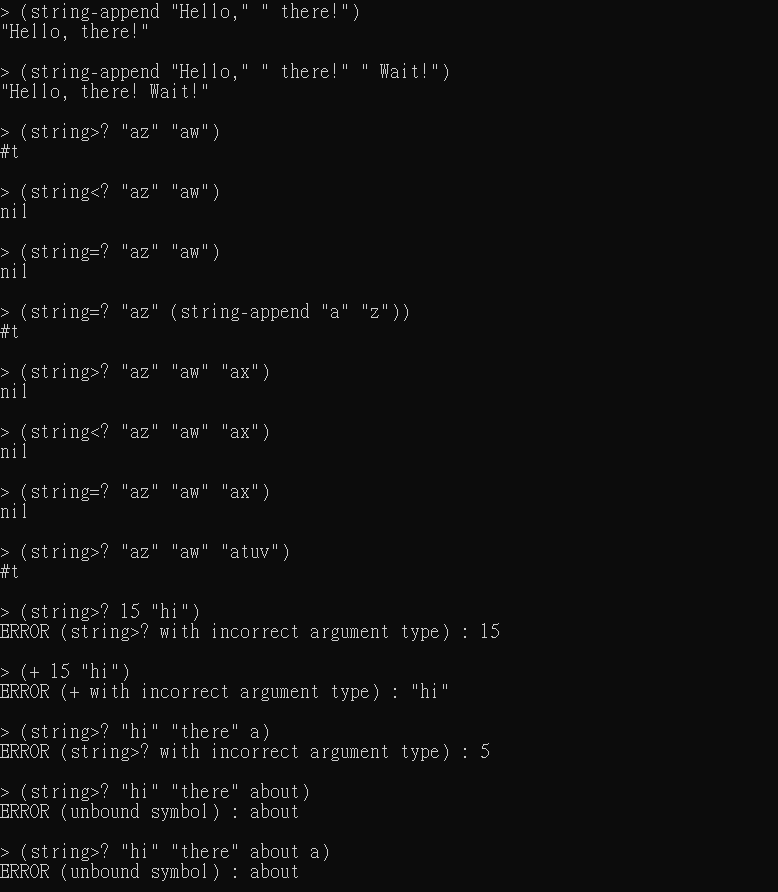 > (string-append "Hello," " there!")
"Hello, there!"
> (string-append "Hello," " there!" " Wait!")
"Hello, there! Wait!"
> (string>? "az" "aw")
#t
> (string<? "az" "aw")
nil
> (string=? "az" "aw")
nil
> (string=? "az" (string-append "a" "z"))
#t
> (string>? "az" "aw" "ax")
nil
> (string<? "az" "aw" "ax")
nil
> (string=? "az" "aw" "ax")
nil
> (string>? "az" "aw" "atuv")
#t
> (string>? 15 "hi")
ERROR (string>? with incorrect argument type) : 15
> (+ 15 "hi")
ERROR (+ with incorrect argument type) : "hi"
> (string>? "hi" "there" a)
ERROR (string>? with incorrect argument type) : 5
> (string>? "hi" "there" about)
ERROR (unbound symbol) : about
> (string>? "hi" "there" about a)
ERROR (unbound symbol) : about